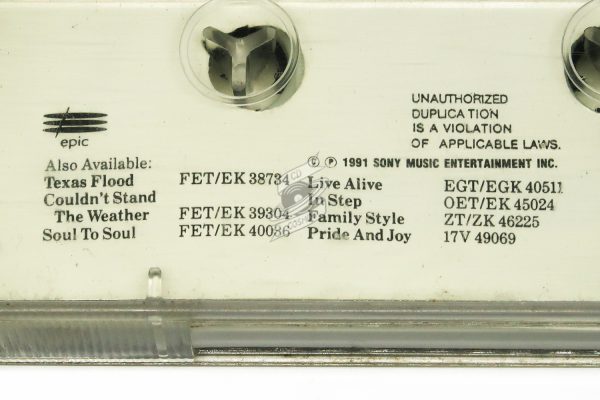 UNAUTHORIZED
DUPLICATION
IS A VIOLATION
OF APPLICABLE LAWS.
epic
Also Available:
Ⓒ Ⓟ 1991 SONY MUSIC ENTERTAINMENT INC.
Texas Flood FET/EK 38734
Couldn't Stand
The Weather FET/EK 39304
Soul To Soul FET/EK 40086
Live Alive EGT/EGK 40511
In Step OET/EK 45024
Family Style ZT/ZK 46225
Pride And Joy 17V 49069
CD